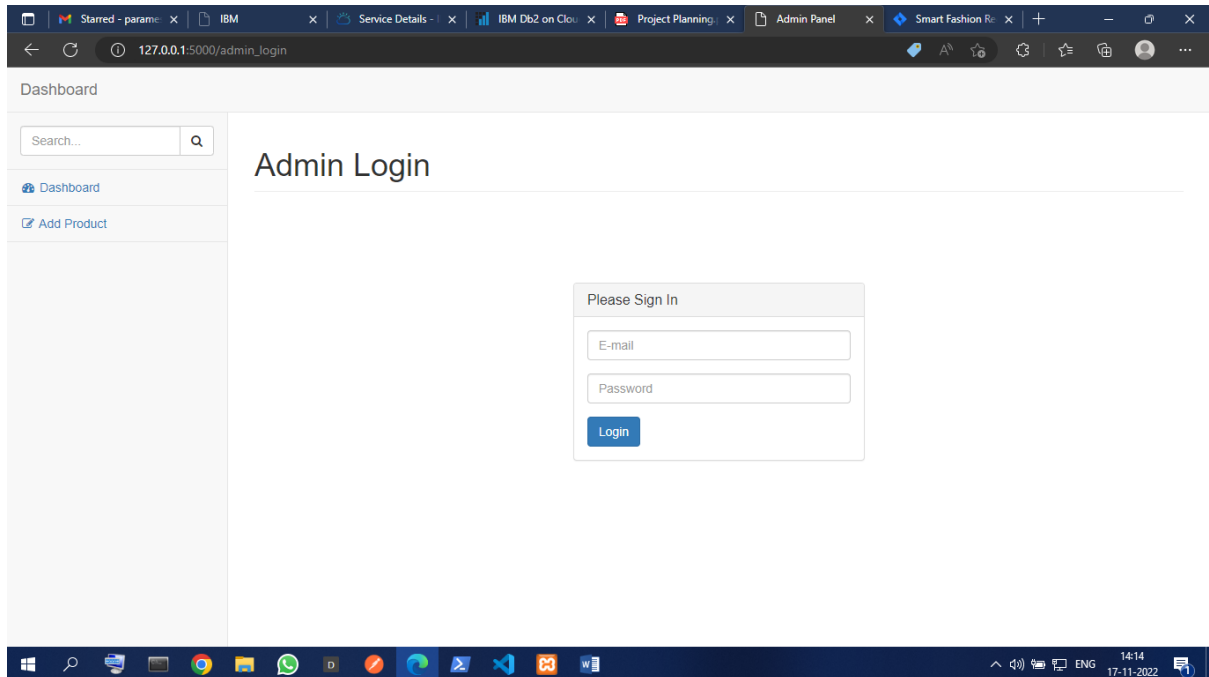 Starred - parame
IBM
Service Details - I
IBM Db2 on Clou
Project Planning.p
Admin Panel
Smart Fashion Re
127.0.0.1:5000/admin_login
Dashboard
Search...
Dashboard
Add Product
Admin Login
Please Sign In
E-mail
Password
Login
ENG
14:14
17-11-2022